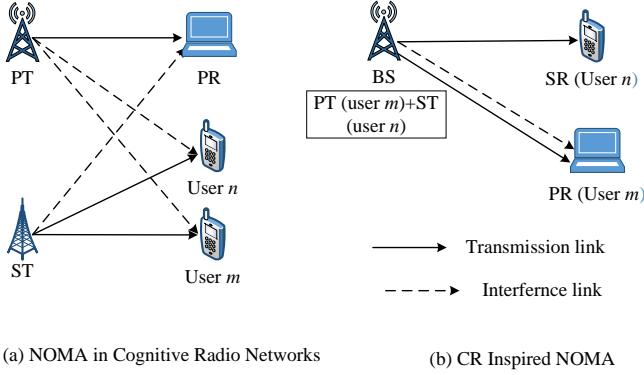 PT
PR
User n
ST
User m
(a) NOMA in Cognitive Radio Networks
BS
SR (User n)
PT (user m)+ST
(user n)
PR (User m)
Transmission link
Interfernce link
(b) CR Inspired NOMA